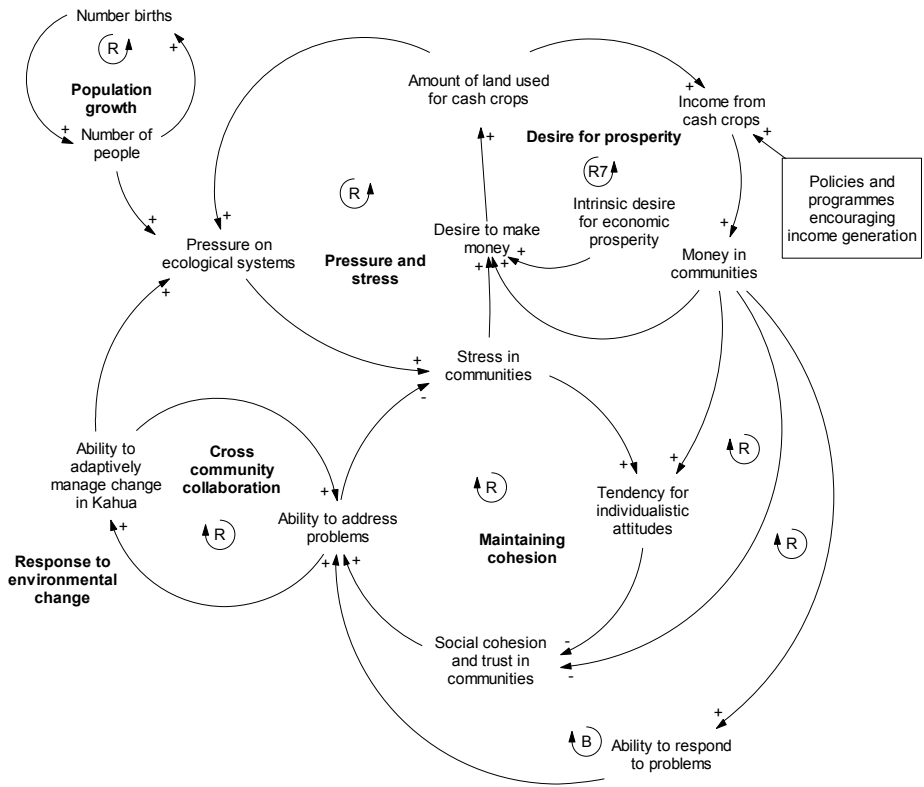 Number births
R
+
Population
growth
+
Number of
people
+
Pressure on
ecological systems
+
+
Amount of land used
for cash crops
+
Desire for prosperity
R7
Intrinsic desire
for economic
prosperity
+
Income from
cash crops
+
Policies and
programmes
encouraging
income generation
+
Money in
communities
R
Pressure and
stress
Desire to make
money
+
+
+
Stress in
communities
+
-
Ability to
adaptively
manage change
in Kahua
+
Cross
community
collaboration
R
+
Ability to address
problems
+
+
Response to
environmental
change
R
Maintaining
cohesion
+
+
Tendency for
individualistic
attitudes
R
R
Social cohesion
and trust in
communities
-
-
+
B
Ability to respond
to problems